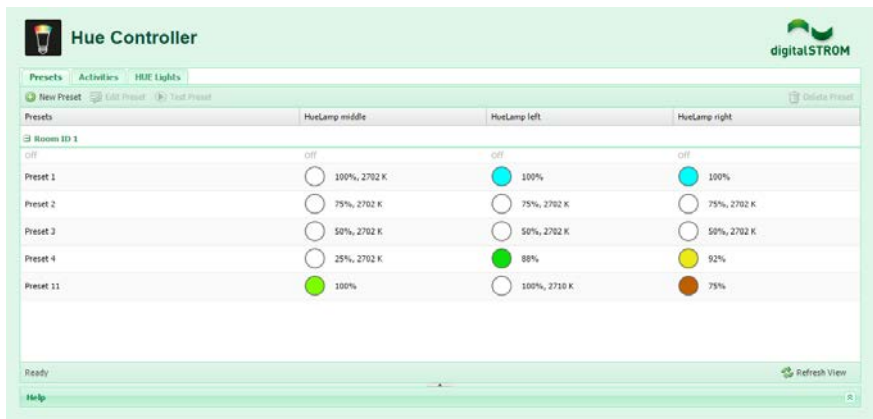 Hue Controller
digitalSTROM
Presets Activities HUE Lights
New Preset Edit Preset Test Preset Delete Preset
Presets HueLamp middle HueLamp left HueLamp right
Room ID 1
off off off off
Preset 1 100%, 2702 K 100% 100%
Preset 2 75%, 2702 K 75%, 2702 K 75%, 2702 K
Preset 3 50%, 2702 K 50%, 2702 K 50%, 2702 K
Preset 4 25%, 2702 K 88% 92%
Preset 11 100% 100%, 2710 K 75%
Ready Refresh View
Help